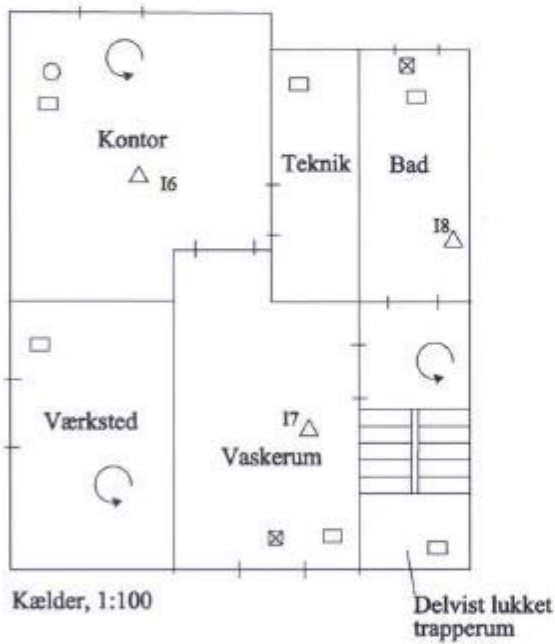 Kontor
I6
Teknik
Bad
I8
Værksted
I7
Vaskerum
Kælder, 1:100
Delvist lukket
trapperum